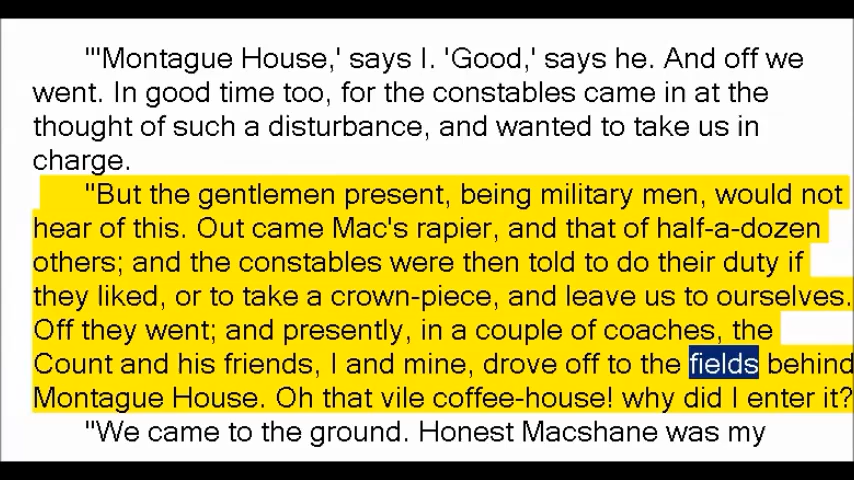 "'Montague House,' says I. 'Good,' says he. And off we
went. In good time too, for the constables came in at the
thought of such a disturbance, and wanted to take us in
charge.
"But the gentlemen present, being military men, would not
hear of this. Out came Mac's rapier, and that of half-a-dozen
others; and the constables were then told to do their duty if
they liked, or to take a crown-piece, and leave us to ourselves.
Off they went; and presently, in a couple of coaches, the
Count and his friends, I and mine, drove off to the fields behind
Montague House. Oh that vile coffee-house! why did I enter it?
"We came to the ground. Honest Macshane was my